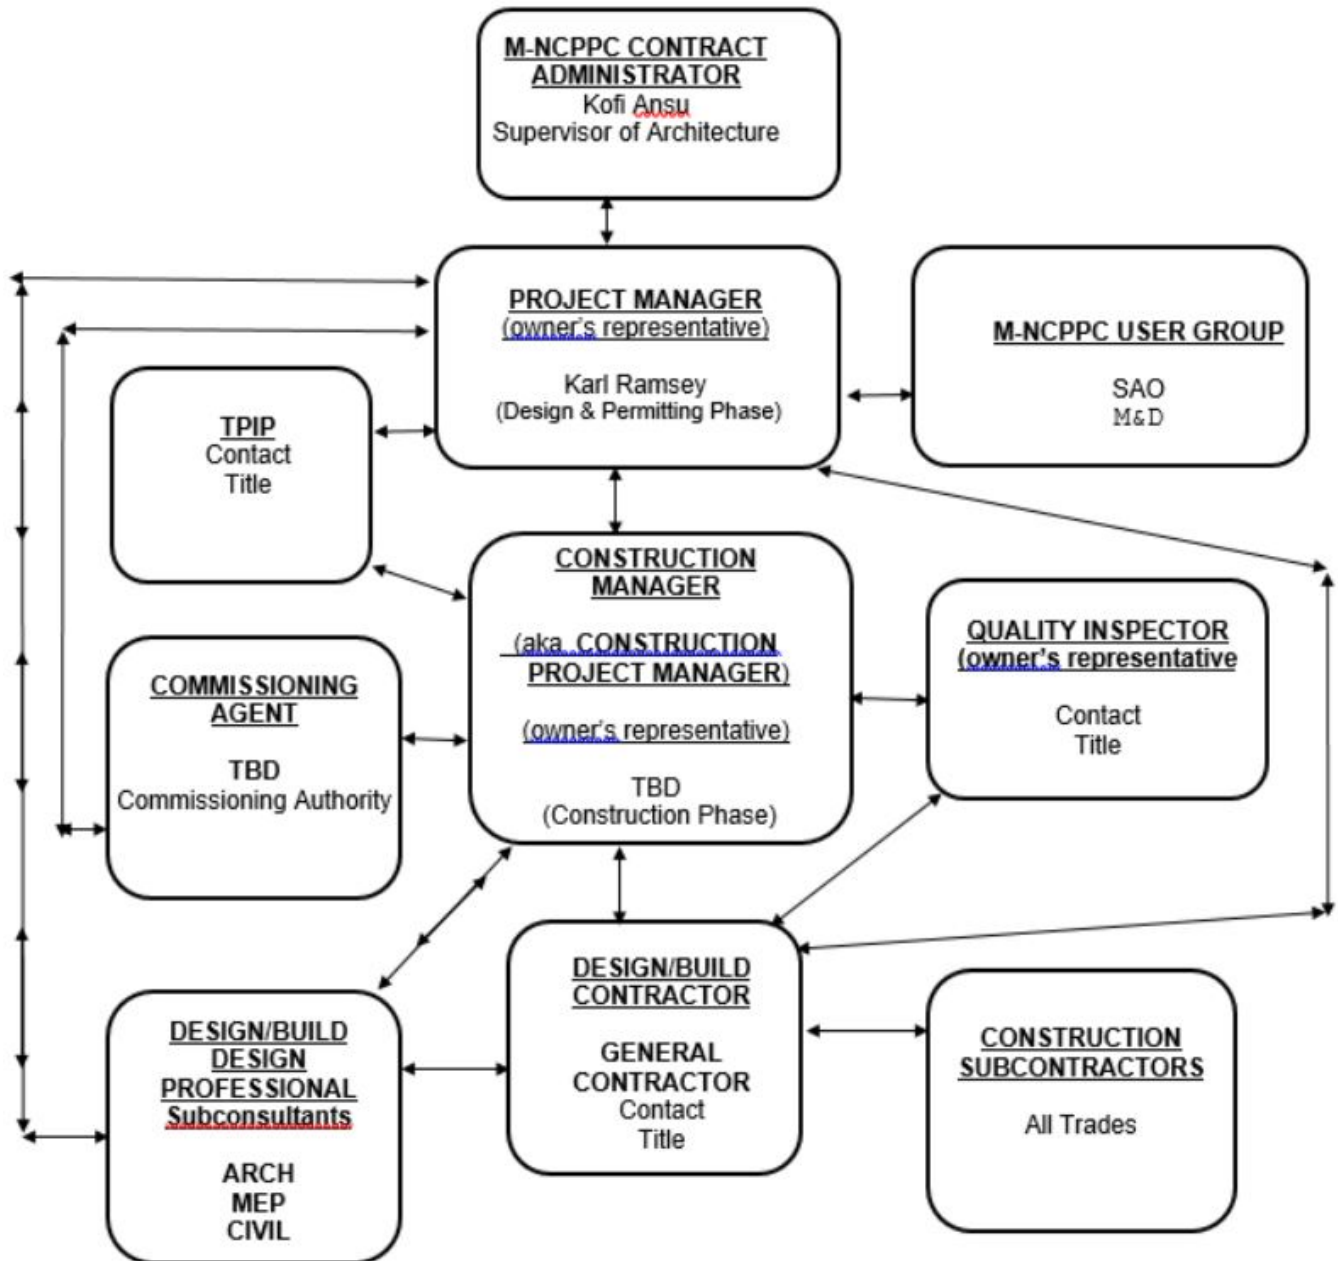 M-NCPPC CONTRACT
ADMINISTRATOR
Kofi Ansu
Supervisor of Architecture
PROJECT MANAGER
(owner's representative)
Karl Ramsey
(Design & Permitting Phase)
M-NCPPC USER GROUP
SAO
M&D
TPIP
Contact
Title
CONSTRUCTION
MANAGER
(aka CONSTRUCTION
PROJECT MANAGER)
(owner's representative)
TBD
(Construction Phase)
QUALITY INSPECTOR
(owner's representative
Contact
Title
COMMISSIONING
AGENT
TBD
Commissioning Authority
DESIGN/BUILD
DESIGN
PROFESSIONAL
Subconsultants
ARCH
MEP
CIVIL
DESIGN/BUILD
CONTRACTOR
GENERAL
CONTRACTOR
Contact
Title
CONSTRUCTION
SUBCONTRACTORS
All Trades